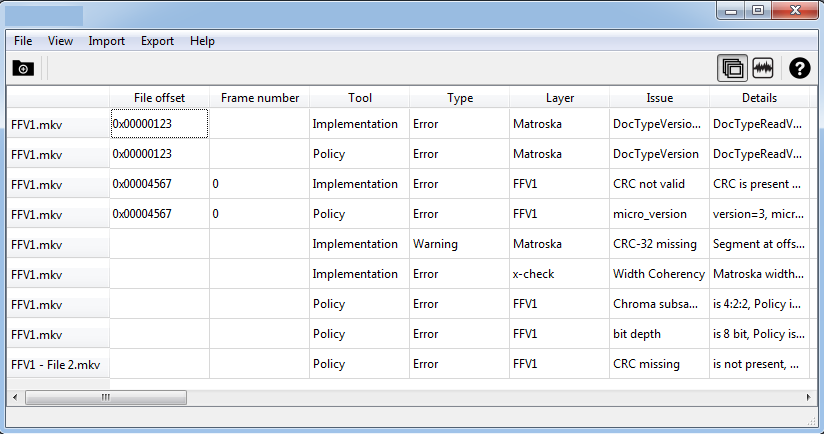 File View Import Export Help
File offset Frame number Tool Type Layer Issue Details
FFV1.mkv 0x00000123 Implementation Error Matroska DocTypeVersio... DocTypeReadV...
FFV1.mkv 0x00000123 Policy Error Matroska DocTypeVersion DocTypeReadV...
FFV1.mkv 0x00004567 0 Implementation Error FFV1 CRC not valid CRC is present ...
FFV1.mkv 0x00004567 0 Policy Error FFV1 micro_version version=3, micr...
FFV1.mkv Implementation Warning Matroska CRC-32 missing Segment at offs...
FFV1.mkv Implementation Error x-check Width Coherency Matroska width...
FFV1.mkv Policy Error FFV1 Chroma subsa... is 4:2:2, Policy i...
FFV1.mkv Policy Error FFV1 bit depth is 8 bit, Policy is...
FFV1 - File 2.mkv Policy Error FFV1 CRC missing is not present, ...